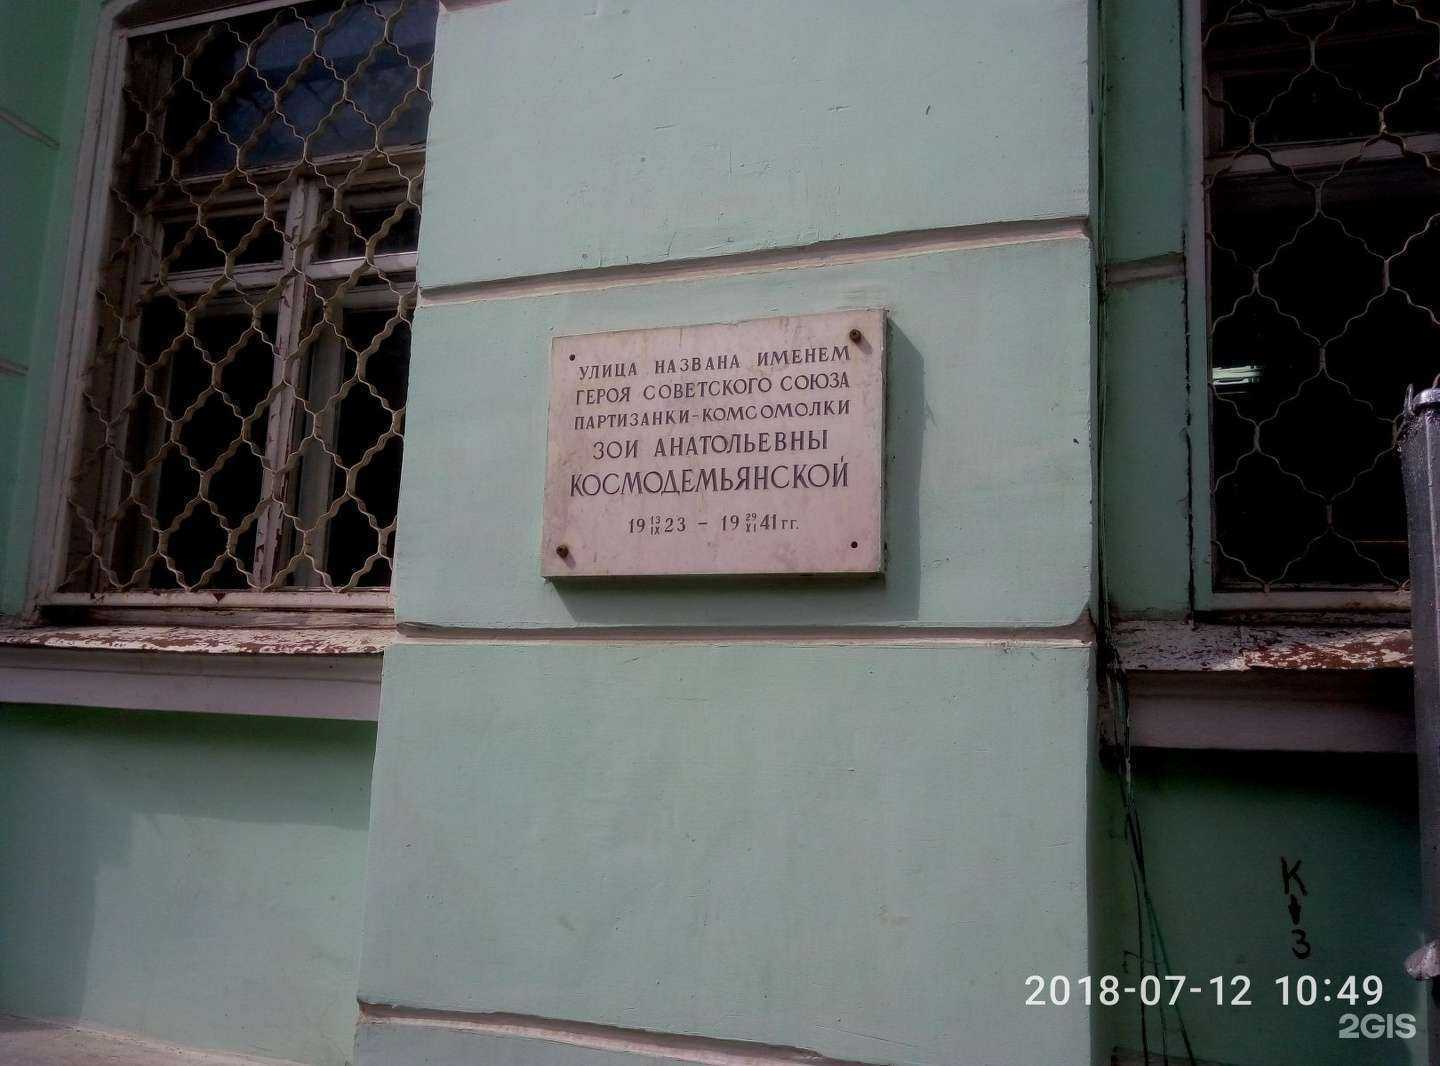 УЛИЦА НАЗВАНА ИМЕНЕМ
ГЕРОЯ СОВЕТСКОГО СОЮЗА
ПАРТИЗАНКИ-КОМСОМОЛКИ
ЗОИ АНАТОЛЬЕВНЫ
КОСМОДЕМЬЯНСКОЙ
19 13/IX 23 – 19 29/XI 41 гг.
К
3
2018-07-12 10:49
2GIS